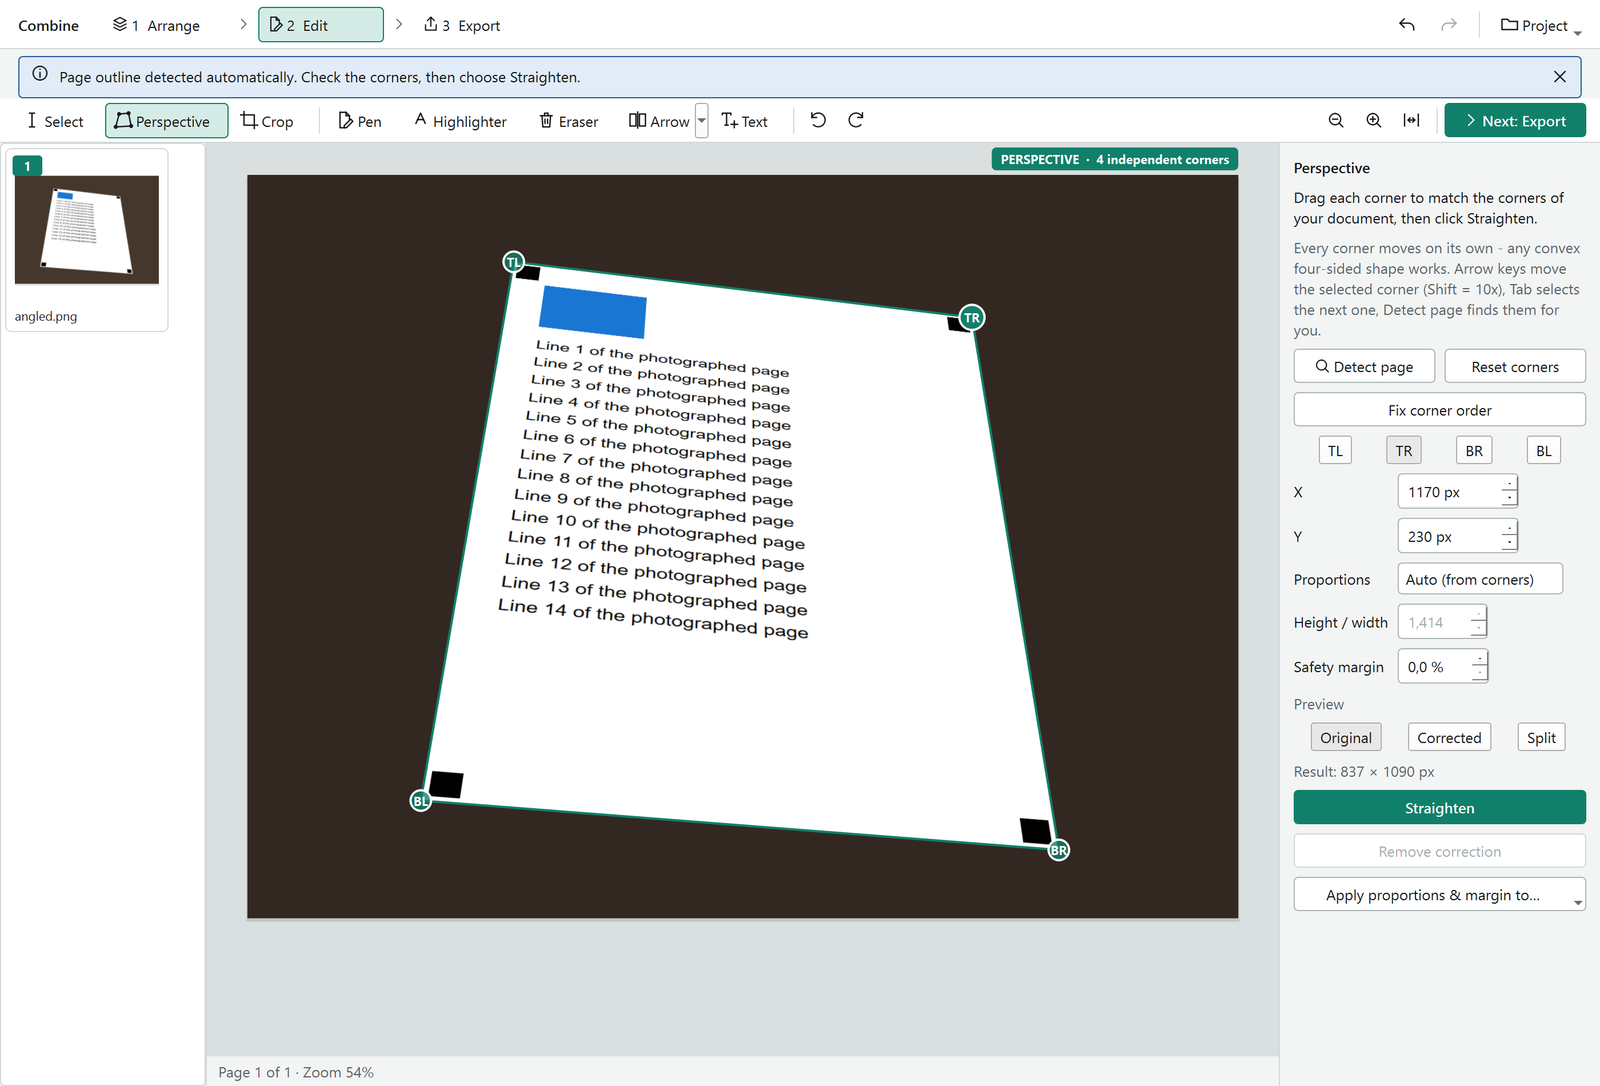 Combine
1 Arrange
2 Edit
3 Export
Project
Page outline detected automatically. Check the corners, then choose Straighten.
Select
Perspective
Crop
Pen
Highlighter
Eraser
Arrow
Text
Next: Export
1
angled.png
PERSPECTIVE · 4 independent corners
TL
TR
Line 1 of the photographed page
Line 2 of the photographed page
Line 3 of the photographed page
Line 4 of the photographed page
Line 5 of the photographed page
Line 6 of the photographed page
Line 7 of the photographed page
Line 8 of the photographed page
Line 9 of the photographed page
Line 10 of the photographed page
Line 11 of the photographed page
Line 12 of the photographed page
Line 13 of the photographed page
Line 14 of the photographed page
BL
BR
Page 1 of 1 · Zoom 54%
Perspective
Drag each corner to match the corners of
your document, then click Straighten.
Every corner moves on its own - any convex
four-sided shape works. Arrow keys move
the selected corner (Shift = 10x), Tab selects
the next one, Detect page finds them for
you.
Detect page
Reset corners
Fix corner order
TL TR BR BL
X 1170 px
Y 230 px
Proportions Auto (from corners)
Height / width 1,414
Safety margin 0,0 %
Preview
Original Corrected Split
Result: 837 × 1090 px
Straighten
Remove correction
Apply proportions & margin to...